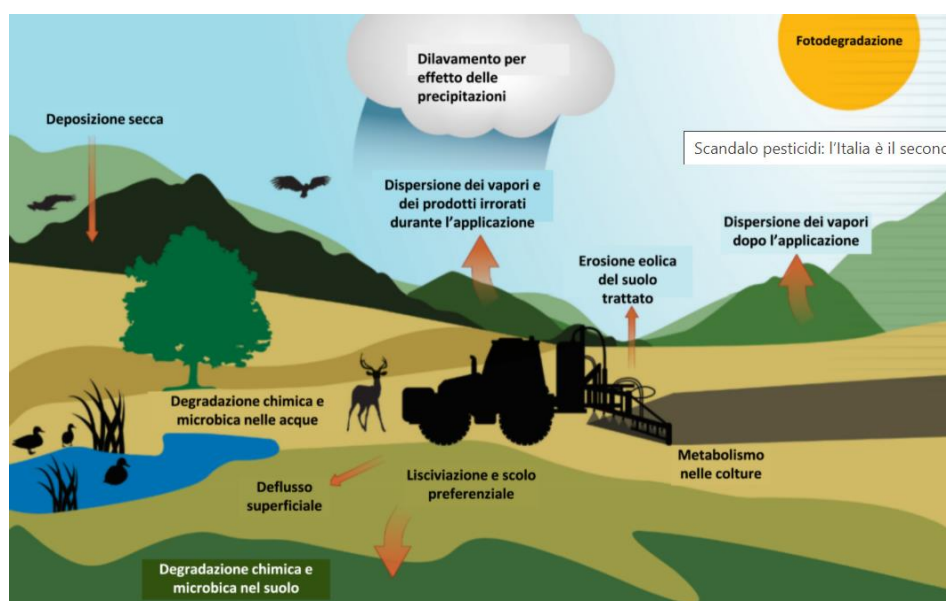 Fotodegradazione
Dilavamento per
effetto delle
precipitazioni
Deposizione secca
Scandalo pesticidi: l'Italia è il second
Dispersione dei vapori e
dei prodotti irrorati
durante l'applicazione
Dispersione dei vapori
dopo l'applicazione
Erosione eolica
del suolo
trattato
Degradazione chimica e
microbica nelle acque
Metabolismo
nelle colture
Lisciviazione e scolo
preferenziale
Deflusso
superficiale
Degradazione chimica e
microbica nel suolo